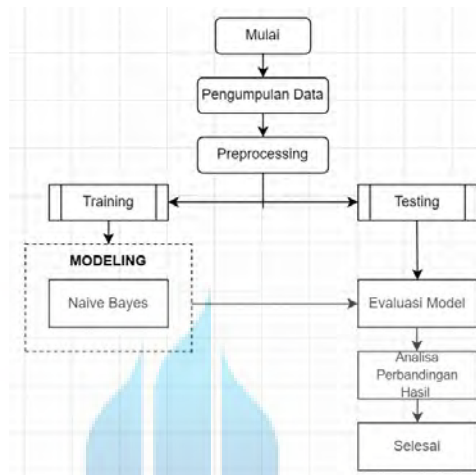 Mulai
Pengumpulan Data
Preprocessing
Training
Testing
MODELING
Naive Bayes
Evaluasi Model
Analisa
Perbandingan
Hasil
Selesai